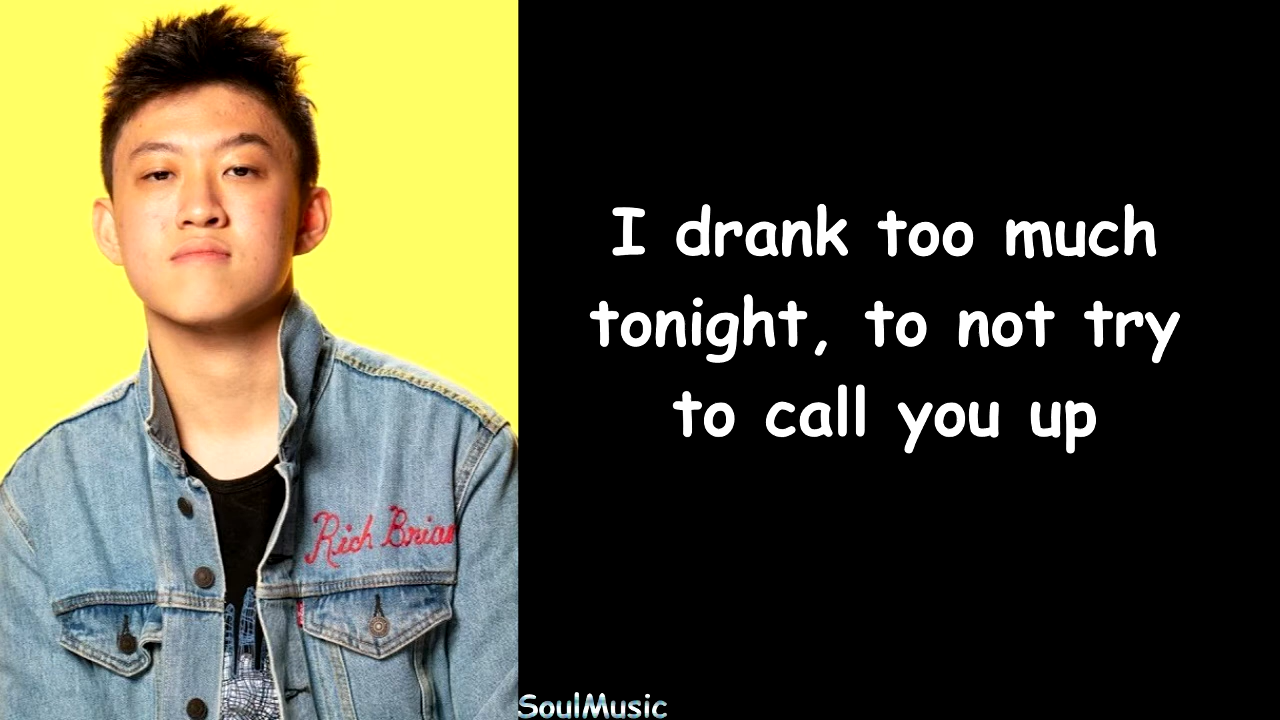 I drank too much
tonight, to not try
to call you up
Rich Brian
SoulMusic